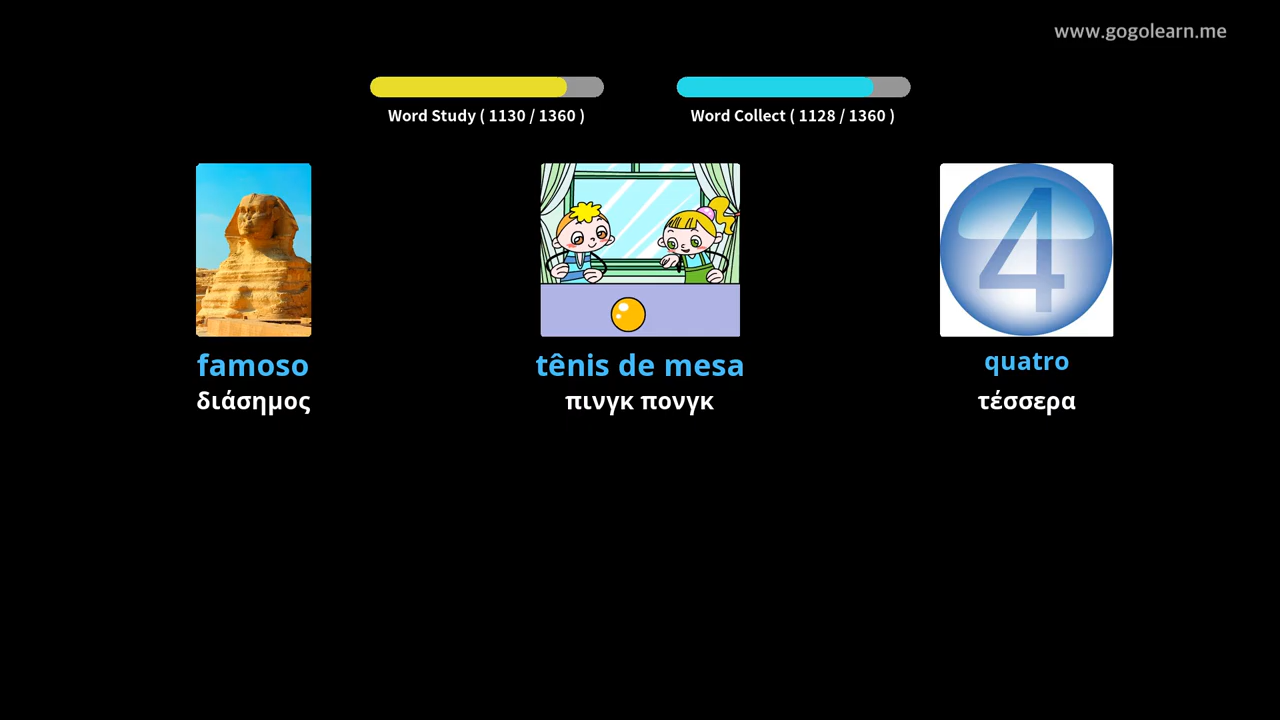 www.gogolearn.me
Word Study ( 1130 / 1360 )
Word Collect ( 1128 / 1360 )
4
famoso
διάσημος
tênis de mesa
πινγκ πονγκ
quatro
τέσσερα